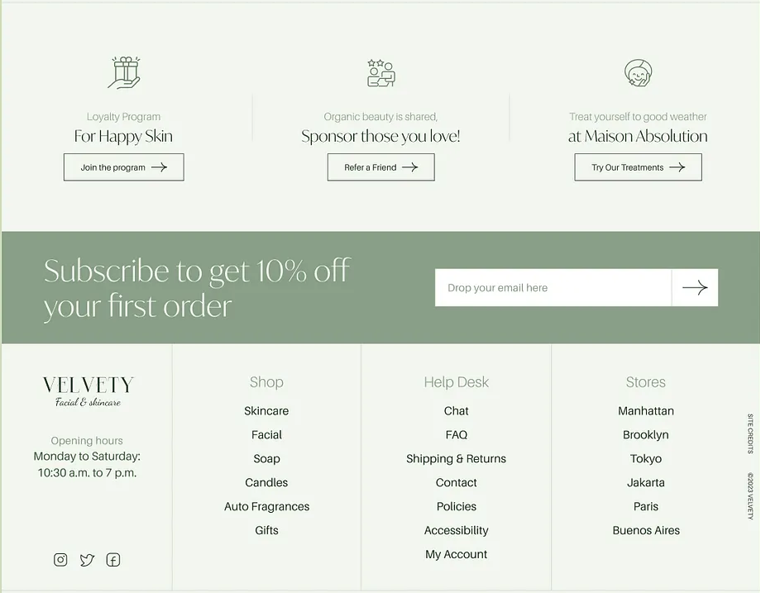 Loyalty Program
For Happy Skin
Join the program
Organic beauty is shared,
Sponsor those you love!
Refer a Friend
Treat yourself to good weather
at Maison Absolution
Try Our Treatments
Subscribe to get 10% off
your first order
Drop your email here
VELVETY
Facial & skincare
Opening hours
Monday to Saturday:
10:30 a.m. to 7 p.m.
Shop
Skincare
Facial
Soap
Candles
Auto Fragrances
Gifts
Help Desk
Chat
FAQ
Shipping & Returns
Contact
Policies
Accessibility
My Account
Stores
Manhattan
Brooklyn
Tokyo
Jakarta
Paris
Buenos Aires
SITE CREDITS
©2023 VELVETY